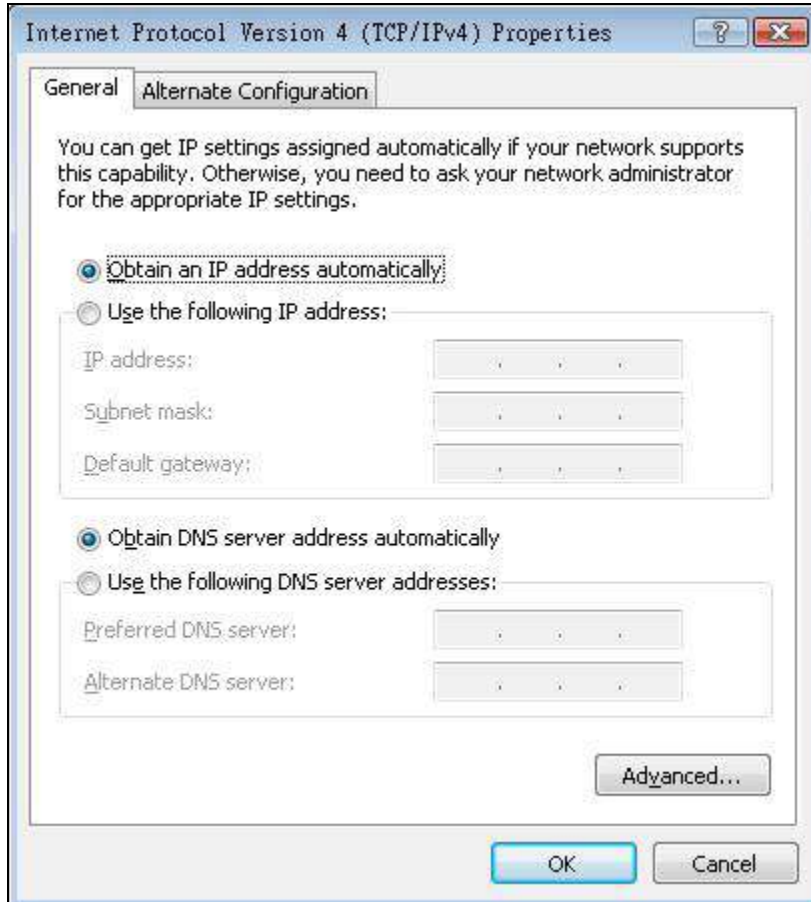 Internet Protocol Version 4 (TCP/IPv4) Properties
General
Alternate Configuration
You can get IP settings assigned automatically if your network supports
this capability. Otherwise, you need to ask your network administrator
for the appropriate IP settings.
Obtain an IP address automatically
Use the following IP address:
IP address:
Subnet mask:
Default gateway:
Obtain DNS server address automatically
Use the following DNS server addresses:
Preferred DNS server:
Alternate DNS server:
Advanced...
OK
Cancel